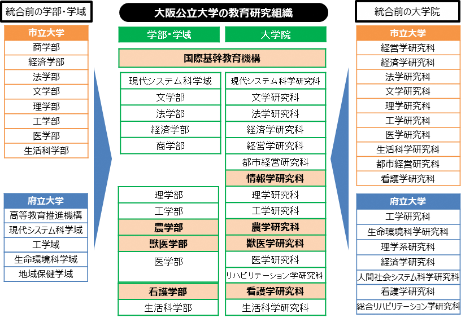 統合前の学部・学域
市立大学
商学部
経済学部
法学部
文学部
理学部
工学部
医学部
生活科学部
府立大学
高等教育推進機構
現代システム科学域
工学域
生命環境科学域
地域保健学域
大阪公立大学の教育研究組織
学部・学域
大学院
国際基幹教育機構
現代システム科学域
現代システム科学研究科
文学部
文学研究科
法学部
法学研究科
経済学部
経済学研究科
商学部
経営学研究科
都市経営研究科
情報学研究科
理学部
理学研究科
工学部
工学研究科
農学部
農学研究科
獣医学部
獣医学研究科
医学部
医学研究科
リハビリテーション学研究科
看護学部
看護学研究科
生活科学部
生活科学研究科
統合前の大学院
市立大学
経営学研究科
経済学研究科
法学研究科
文学研究科
理学研究科
工学研究科
医学研究科
生活科学研究科
都市経営研究科
看護学研究科
府立大学
工学研究科
生命環境科学研究科
理学系研究科
経済学研究科
人間社会システム科学研究科
看護学研究科
総合リハビリテーション学研究科